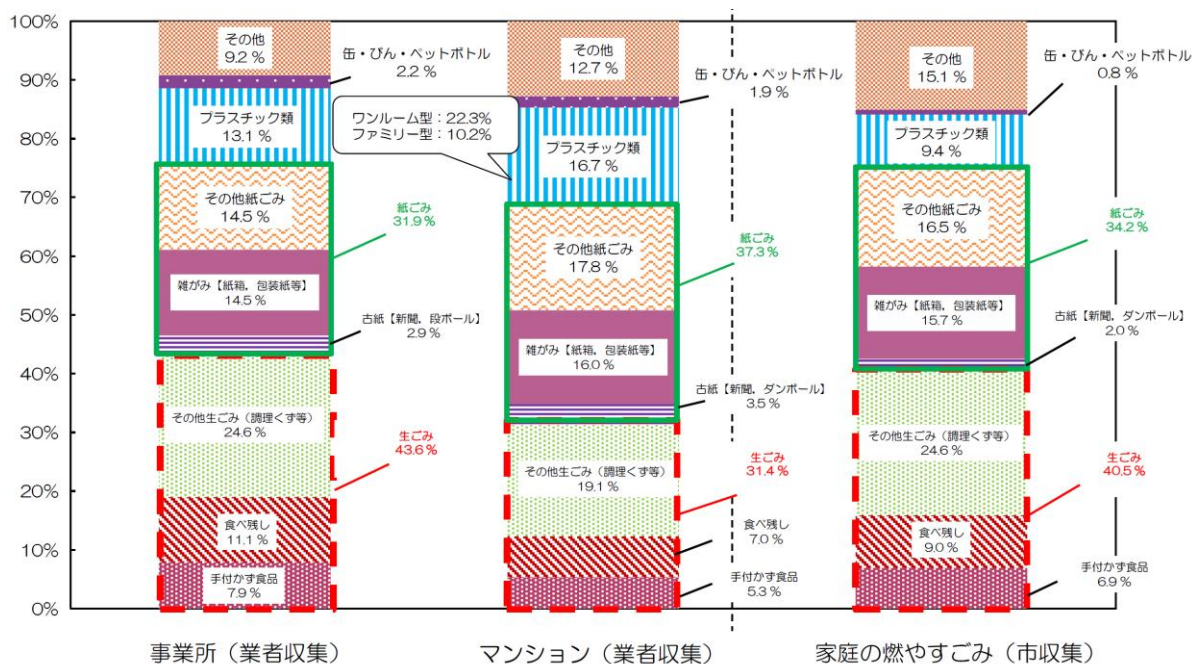 100%
90%
80%
70%
60%
50%
40%
30%
20%
10%
0%
その他
9.2 %
缶・びん・ペットボトル
2.2 %
プラスチック類
13.1 %
その他紙ごみ
14.5 %
紙ごみ
31.9 %
雑がみ【紙箱，包装紙等】
14.5 %
古紙【新聞，段ボール】
2.9 %
その他生ごみ（調理くず等）
24.6 %
生ごみ
43.6 %
食べ残し
11.1 %
手付かず食品
7.9 %
事業所（業者収集）
その他
12.7 %
缶・びん・ペットボトル
1.9 %
ワンルーム型：22.3%
ファミリー型：10.2%
プラスチック類
16.7 %
その他紙ごみ
17.8 %
紙ごみ
37.3 %
雑がみ【紙箱，包装紙等】
16.0 %
古紙【新聞，ダンボール】
3.5 %
その他生ごみ（調理くず等）
19.1 %
生ごみ
31.4 %
食べ残し
7.0 %
手付かず食品
5.3 %
マンション（業者収集）
その他
15.1 %
缶・びん・ペットボトル
0.8 %
プラスチック類
9.4 %
その他紙ごみ
16.5 %
紙ごみ
34.2 %
雑がみ【紙箱，包装紙等】
15.7 %
古紙【新聞，ダンボール】
2.0 %
その他生ごみ（調理くず等）
24.6 %
生ごみ
40.5 %
食べ残し
9.0 %
手付かず食品
6.9 %
家庭の燃やすごみ（市収集）